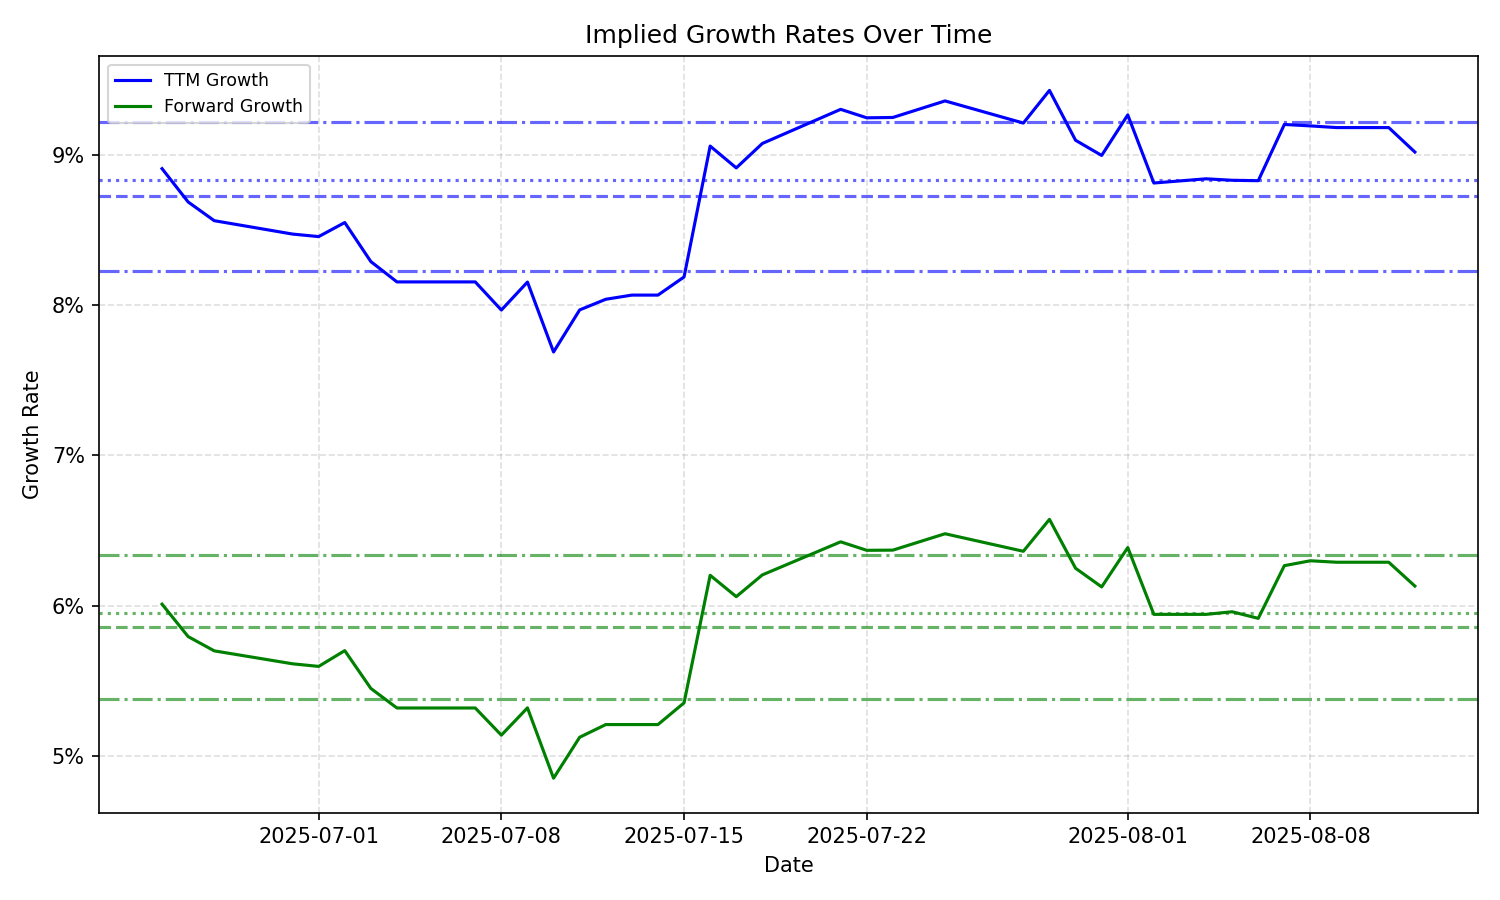 Implied Growth Rates Over Time
TTM Growth
Forward Growth
9%
8%
7%
6%
5%
Growth Rate
2025-07-01 2025-07-08 2025-07-15 2025-07-22 2025-08-01 2025-08-08
Date